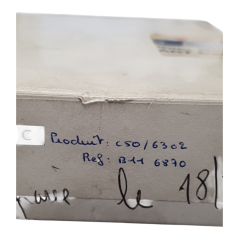 C
Produit: C50/6302
Ref: B11 6870
le 18/